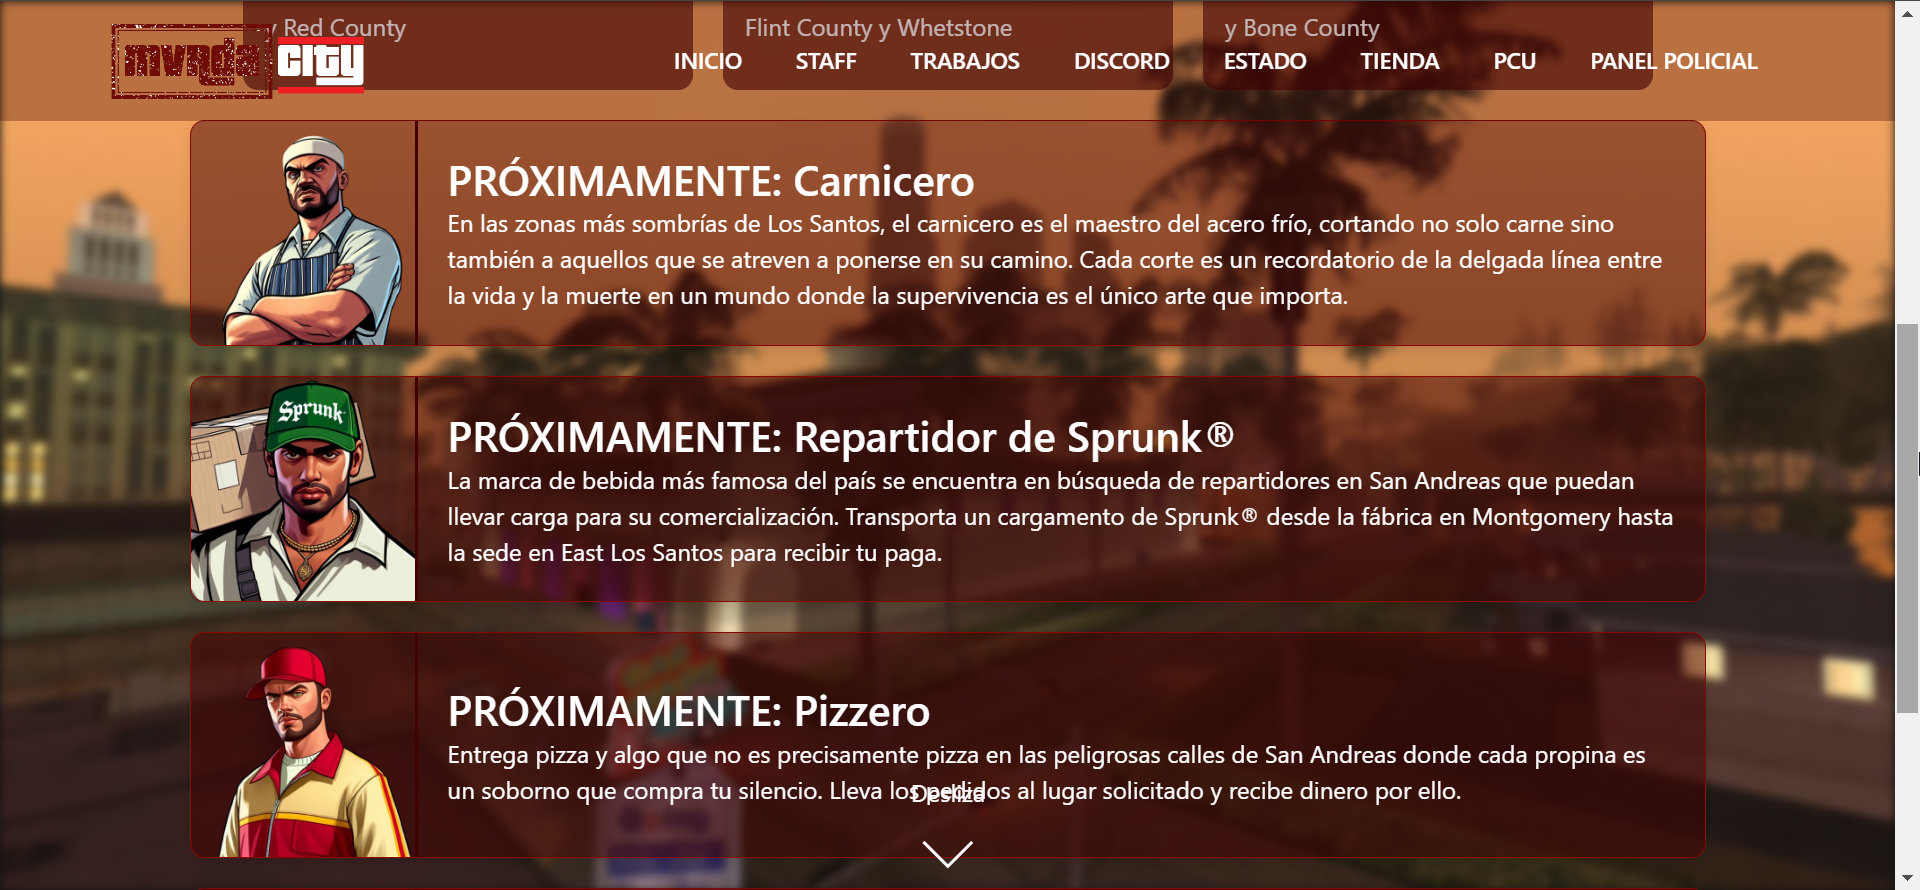 y Red County
Flint County y Whetstone
y Bone County
mvrda city
INICIO STAFF TRABAJOS DISCORD ESTADO TIENDA PCU PANEL POLICIAL
PRÓXIMAMENTE: Carnicero
En las zonas más sombrías de Los Santos, el carnicero es el maestro del acero frío, cortando no solo carne sino
también a aquellos que se atreven a ponerse en su camino. Cada corte es un recordatorio de la delgada línea entre
la vida y la muerte en un mundo donde la supervivencia es el único arte que importa.
Sprunk
PRÓXIMAMENTE: Repartidor de Sprunk®
La marca de bebida más famosa del país se encuentra en búsqueda de repartidores en San Andreas que puedan
llevar carga para su comercialización. Transporta un cargamento de Sprunk® desde la fábrica en Montgomery hasta
la sede en East Los Santos para recibir tu paga.
PRÓXIMAMENTE: Pizzero
Entrega pizza y algo que no es precisamente pizza en las peligrosas calles de San Andreas donde cada propina es
un soborno que compra tu silencio. Lleva los pedidos al lugar solicitado y recibe dinero por ello.
Desliza